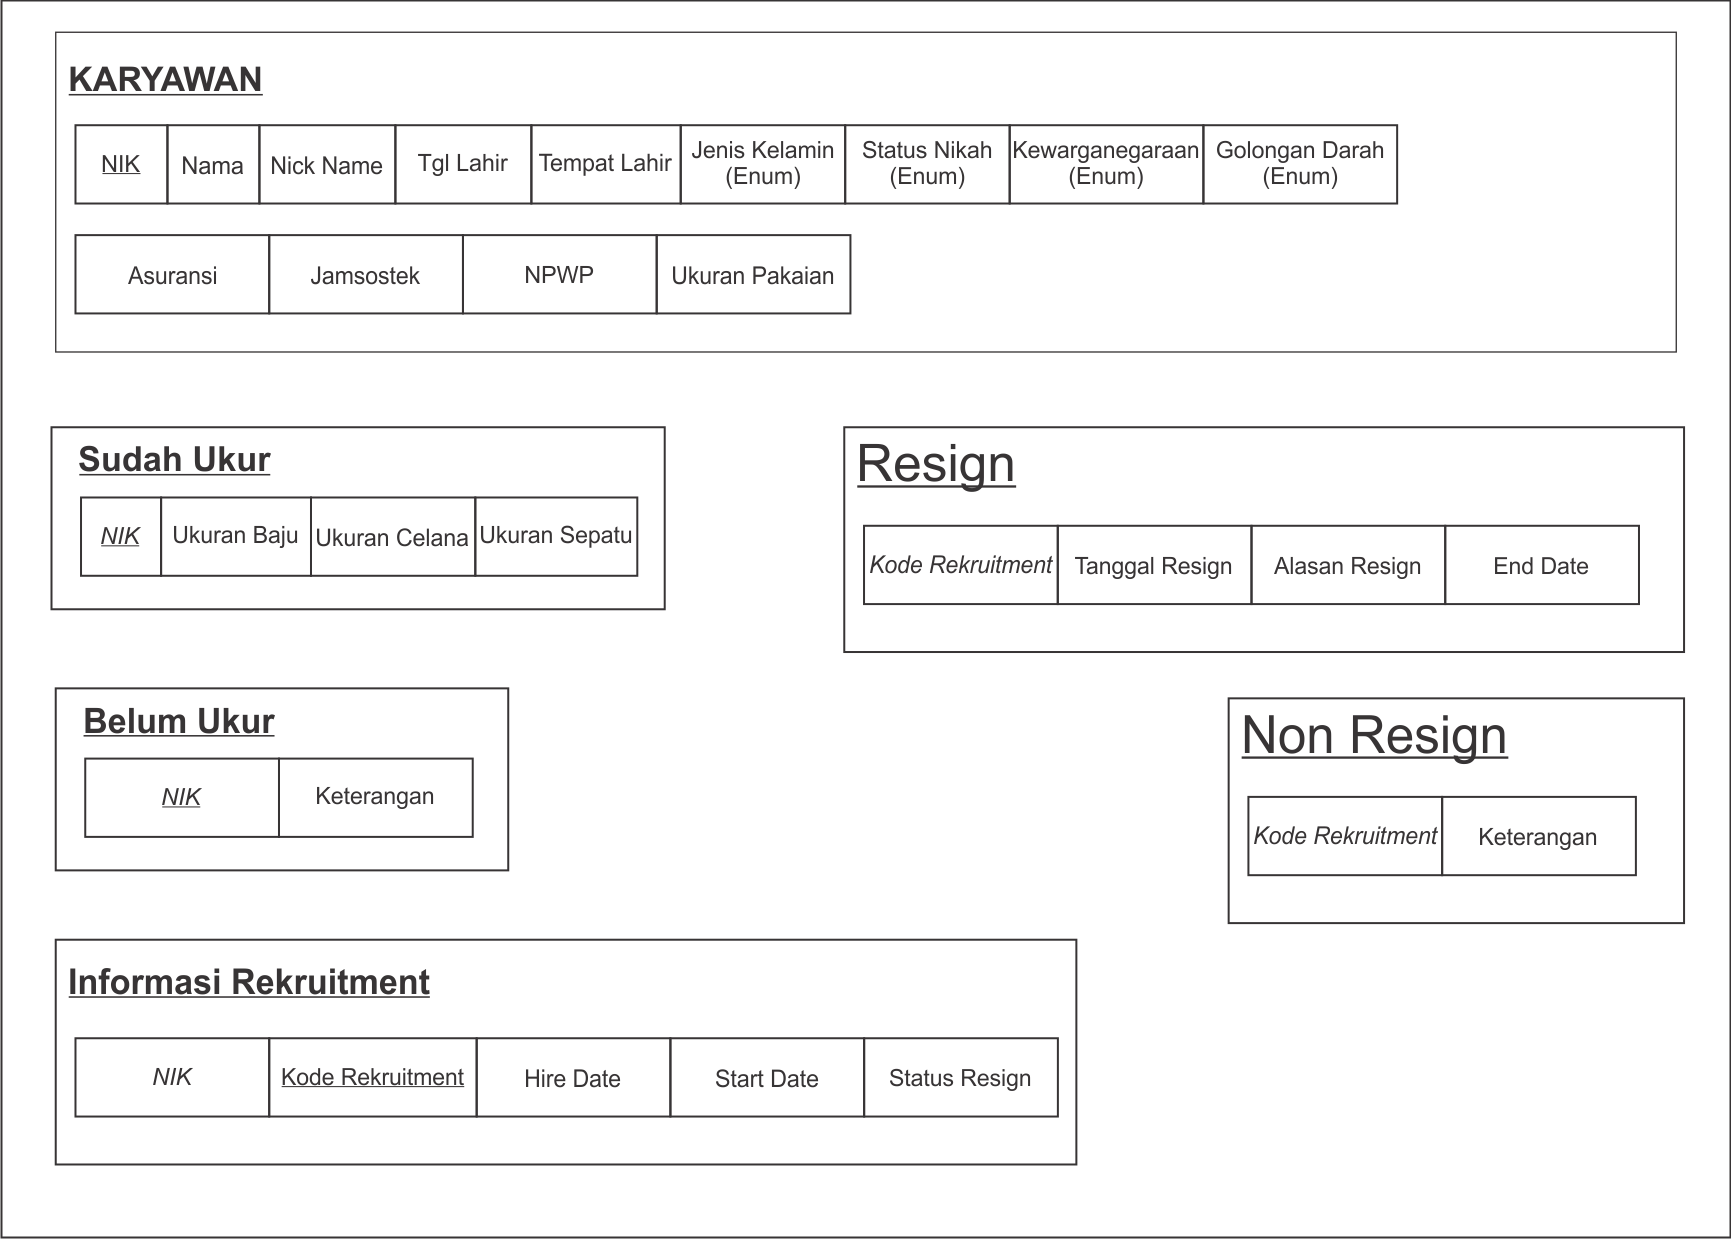 KARYAWAN
NIK Nama Nick Name Tgl Lahir Tempat Lahir Jenis Kelamin (Enum) Status Nikah (Enum) Kewarganegaraan (Enum) Golongan Darah (Enum)
Asuransi Jamsostek NPWP Ukuran Pakaian
Sudah Ukur
NIK Ukuran Baju Ukuran Celana Ukuran Sepatu
Resign
Kode Rekruitment Tanggal Resign Alasan Resign End Date
Belum Ukur
NIK Keterangan
Non Resign
Kode Rekruitment Keterangan
Informasi Rekruitment
NIK Kode Rekruitment Hire Date Start Date Status Resign